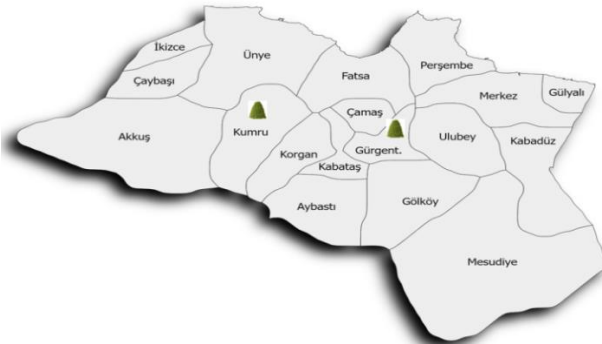 İkizce
Ünye
Perşembe
Çaybaşı
Fatsa
Merkez
Gülyalı
Çamaş
Akkuş
Kumru
Ulubey
Kabadüz
Korgan
Gürgent.
Kabataş
Aybastı
Gölköy
Mesudiye